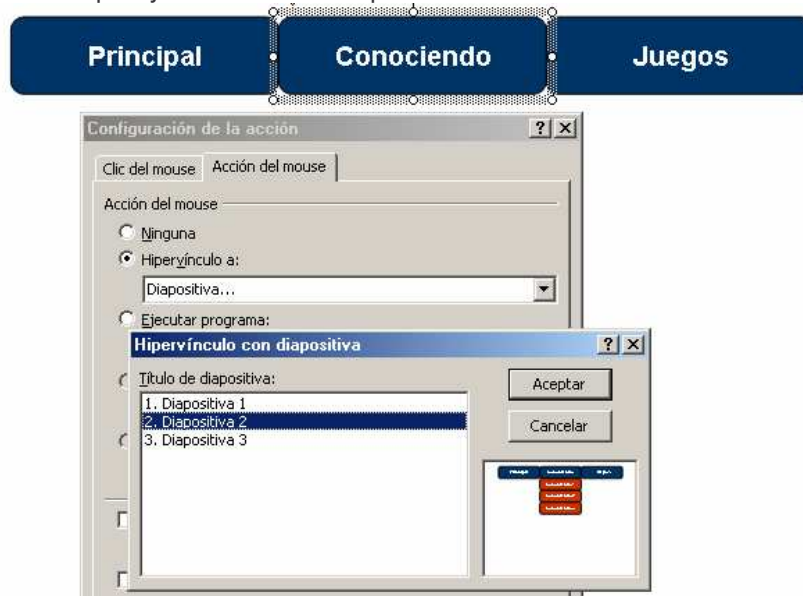 Principal Conociendo Juegos
Configuración de la acción
Clic del mouse Acción del mouse
Acción del mouse
Ninguna
Hipervínculo a:
Diapositiva...
Ejecutar programa:
Hipervínculo con diapositiva
Título de diapositiva:
1. Diapositiva 1
2. Diapositiva 2
3. Diapositiva 3
Aceptar
Cancelar